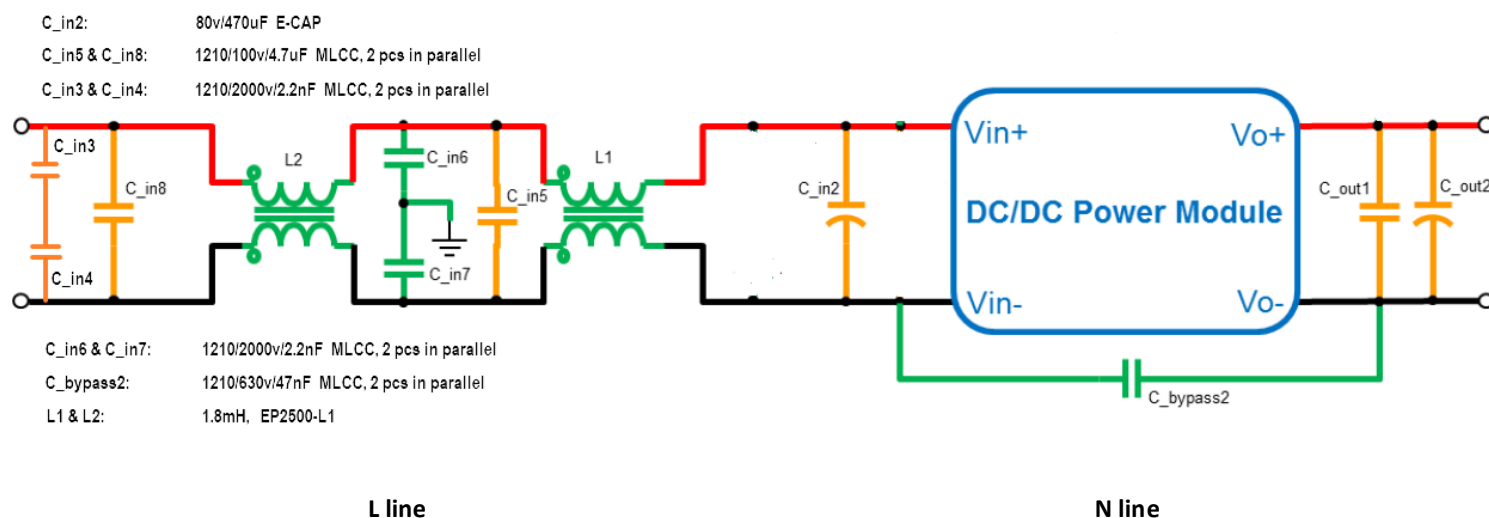 C_in2: 80v/470uF E-CAP
C_in5 & C_in8: 1210/100v/4.7uF MLCC, 2 pcs in parallel
C_in3 & C_in4: 1210/2000v/2.2nF MLCC, 2 pcs in parallel
C_in3
C_in8
C_in4
L2
C_in6
C_in7
C_in5
L1
C_in2
Vin+
Vo+
DC/DC Power Module
Vin-
Vo-
C_out1
C_out2
C_bypass2
C_in6 & C_in7: 1210/2000v/2.2nF MLCC, 2 pcs in parallel
C_bypass2: 1210/630v/47nF MLCC, 2 pcs in parallel
L1 & L2: 1.8mH, EP2500-L1
L line
N line